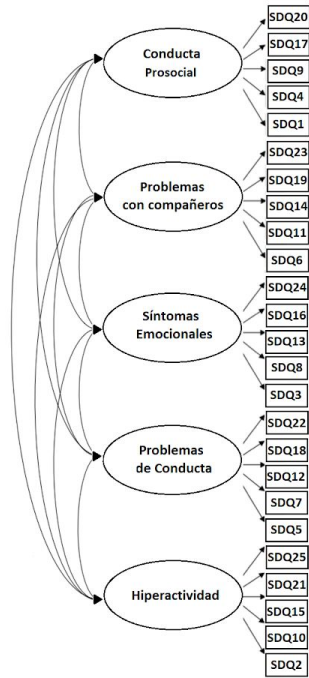 SDQ20
SDQ17
Conducta
Prosocial
SDQ9
SDQ4
SDQ1
SDQ23
SDQ19
Problemas
con compañeros
SDQ14
SDQ11
SDQ6
SDQ24
SDQ16
Síntomas
Emocionales
SDQ13
SDQ8
SDQ3
SDQ22
SDQ18
Problemas
de Conducta
SDQ12
SDQ7
SDQ5
SDQ25
SDQ21
Hiperactividad
SDQ15
SDQ10
SDQ2